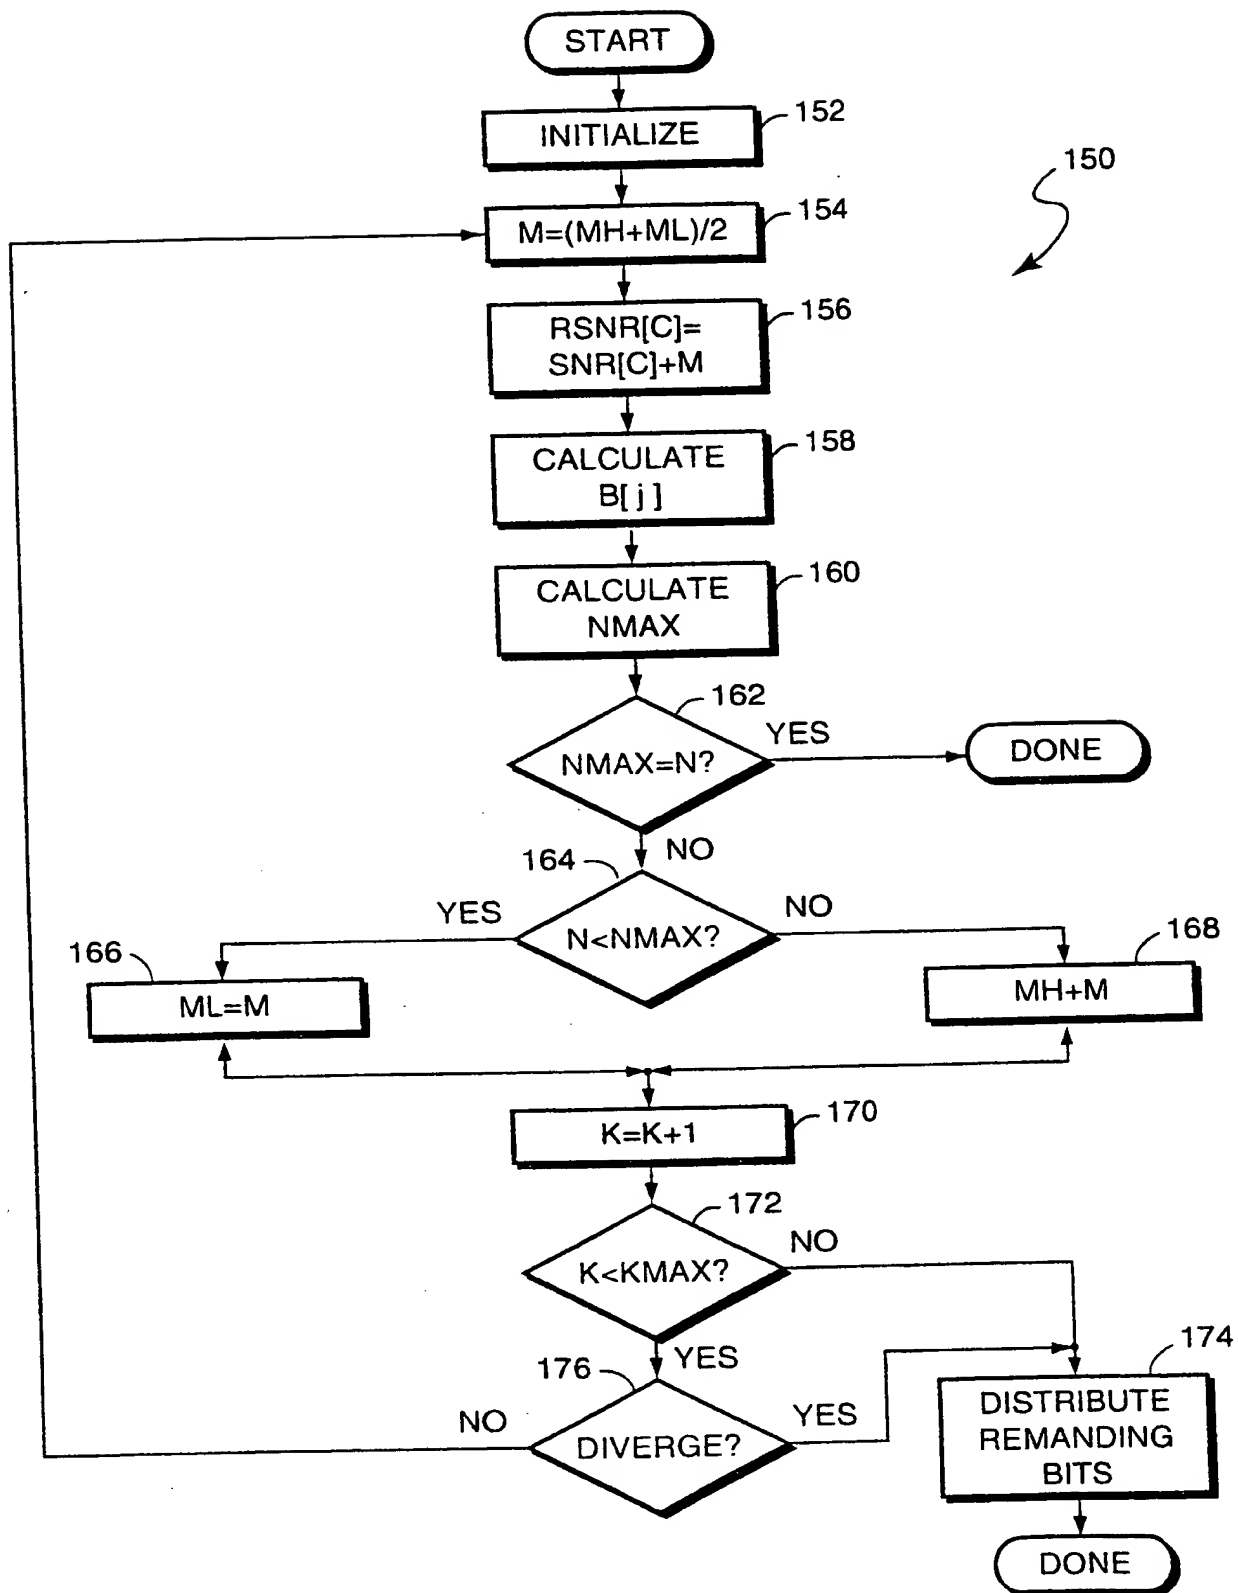 START
INITIALIZE
152
150
M=(MH+ML)/2
154
RSNR[C]=
SNR[C]+M
156
CALCULATE
B[ j ]
158
CALCULATE
NMAX
160
162
NMAX=N?
YES
DONE
NO
164
N<NMAX?
YES
NO
166
ML=M
168
MH+M
K=K+1
170
172
K<KMAX?
NO
YES
176
DIVERGE?
NO
YES
174
DISTRIBUTE
REMANDING
BITS
DONE